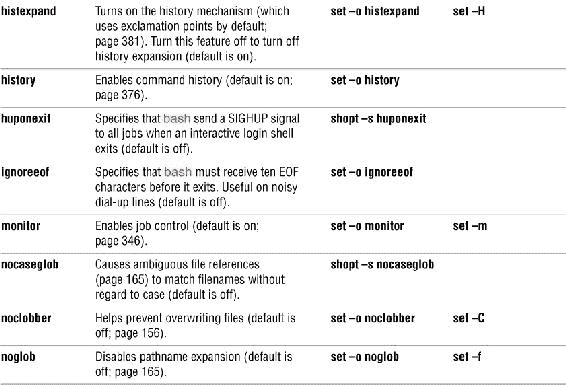 histexpand Turns on the history mechanism (which set –o histexpand set –H
uses exclamation points by default;
page 381). Turn this feature off to turn off
history expansion (default is on).
history Enables command history (default is on; set –o history
page 376).
huponexit Specifies that bash send a SIGHUP signal shopt –s huponexit
to all jobs when an interactive login shell
exits (default is off).
ignoreeof Specifies that bash must receive ten EOF set –o ignoreeof
characters before it exits. Useful on noisy
dial-up lines (default is off).
monitor Enables job control (default is on; set –o monitor set –m
page 346).
nocaseglob Causes ambiguous file references shopt –s nocaseglob
(page 165) to match filenames without
regard to case (default is off).
noclobber Helps prevent overwriting files (default is set –o noclobber set –C
off; page 156).
noglob Disables pathname expansion (default is set –o noglob set –f
off; page 165).